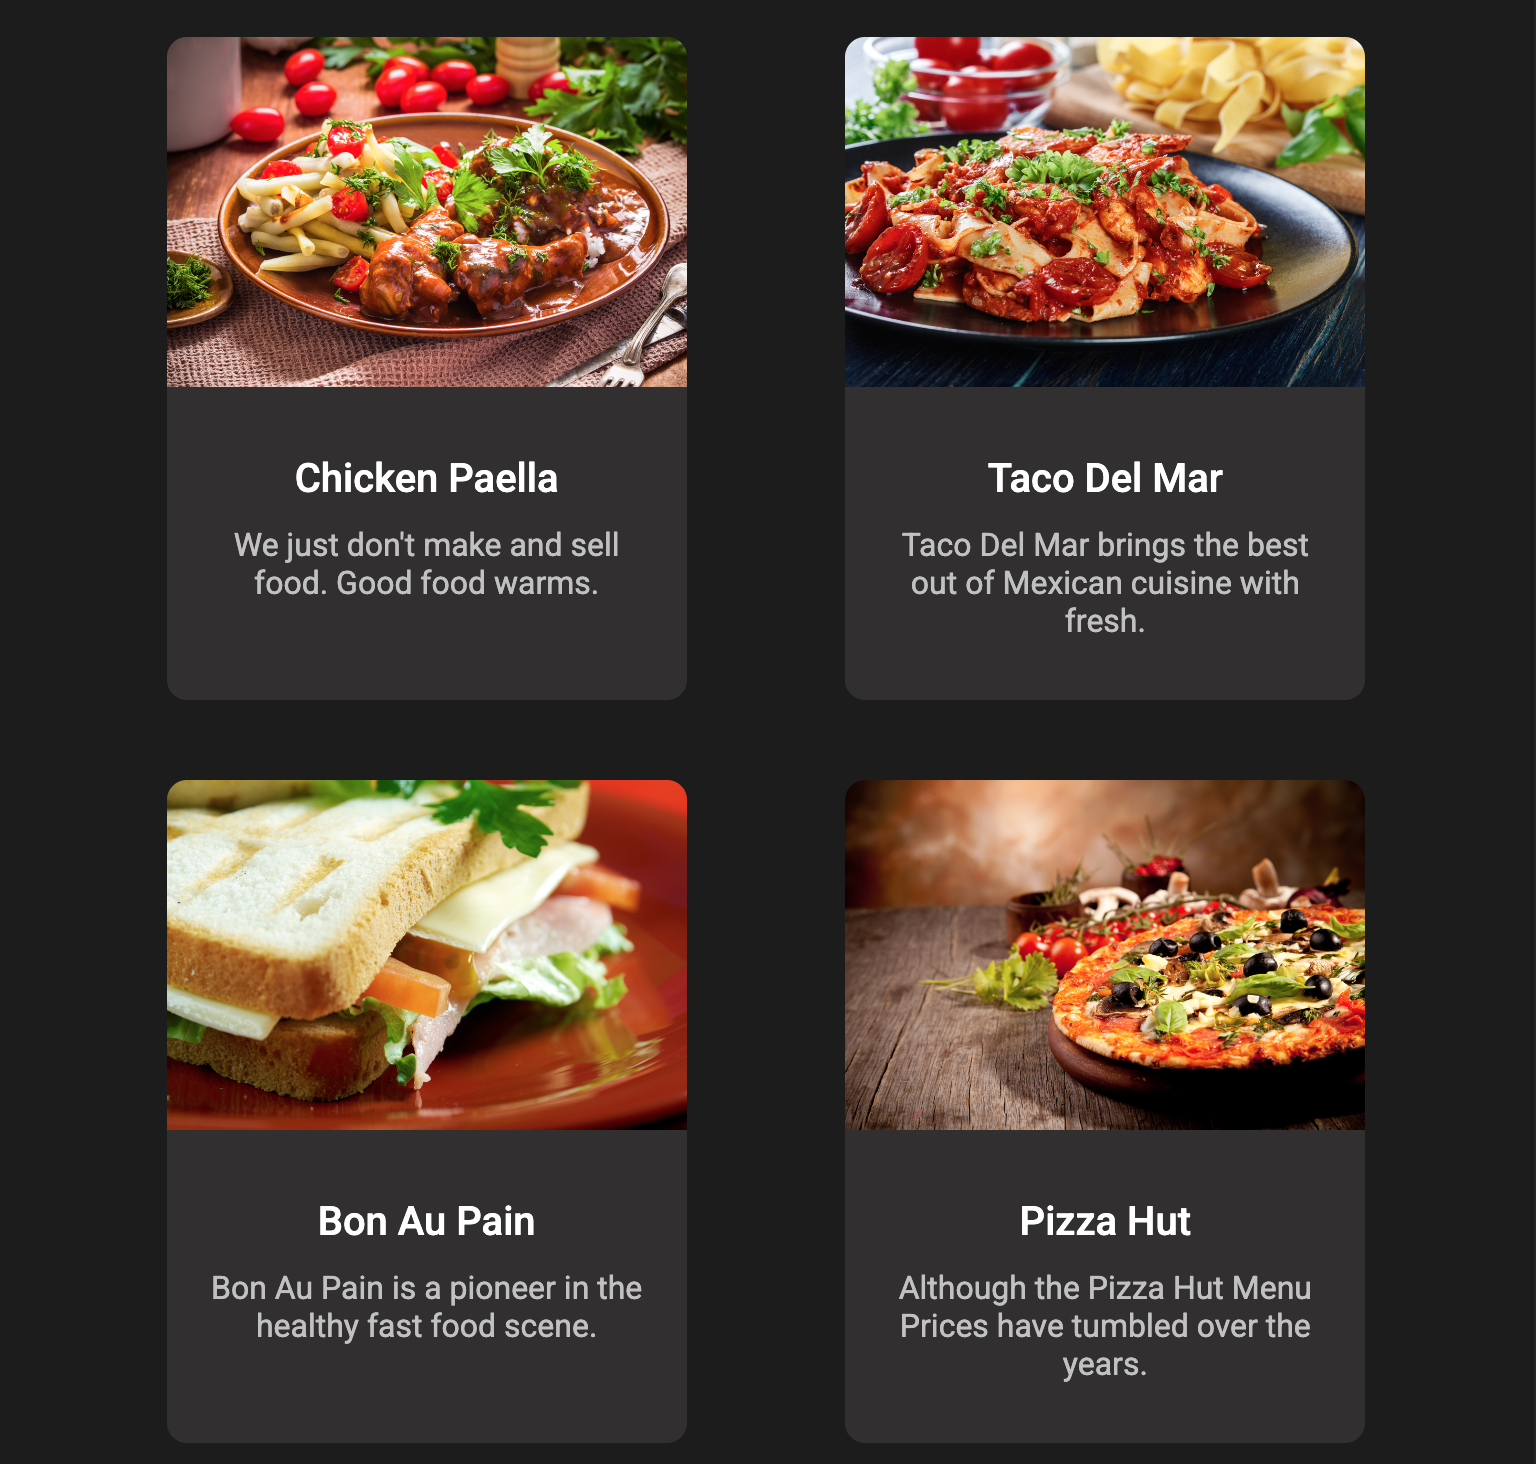 Chicken Paella
We just don't make and sell
food. Good food warms.
Taco Del Mar
Taco Del Mar brings the best
out of Mexican cuisine with
fresh.
Bon Au Pain
Bon Au Pain is a pioneer in the
healthy fast food scene.
Pizza Hut
Although the Pizza Hut Menu
Prices have tumbled over the
years.